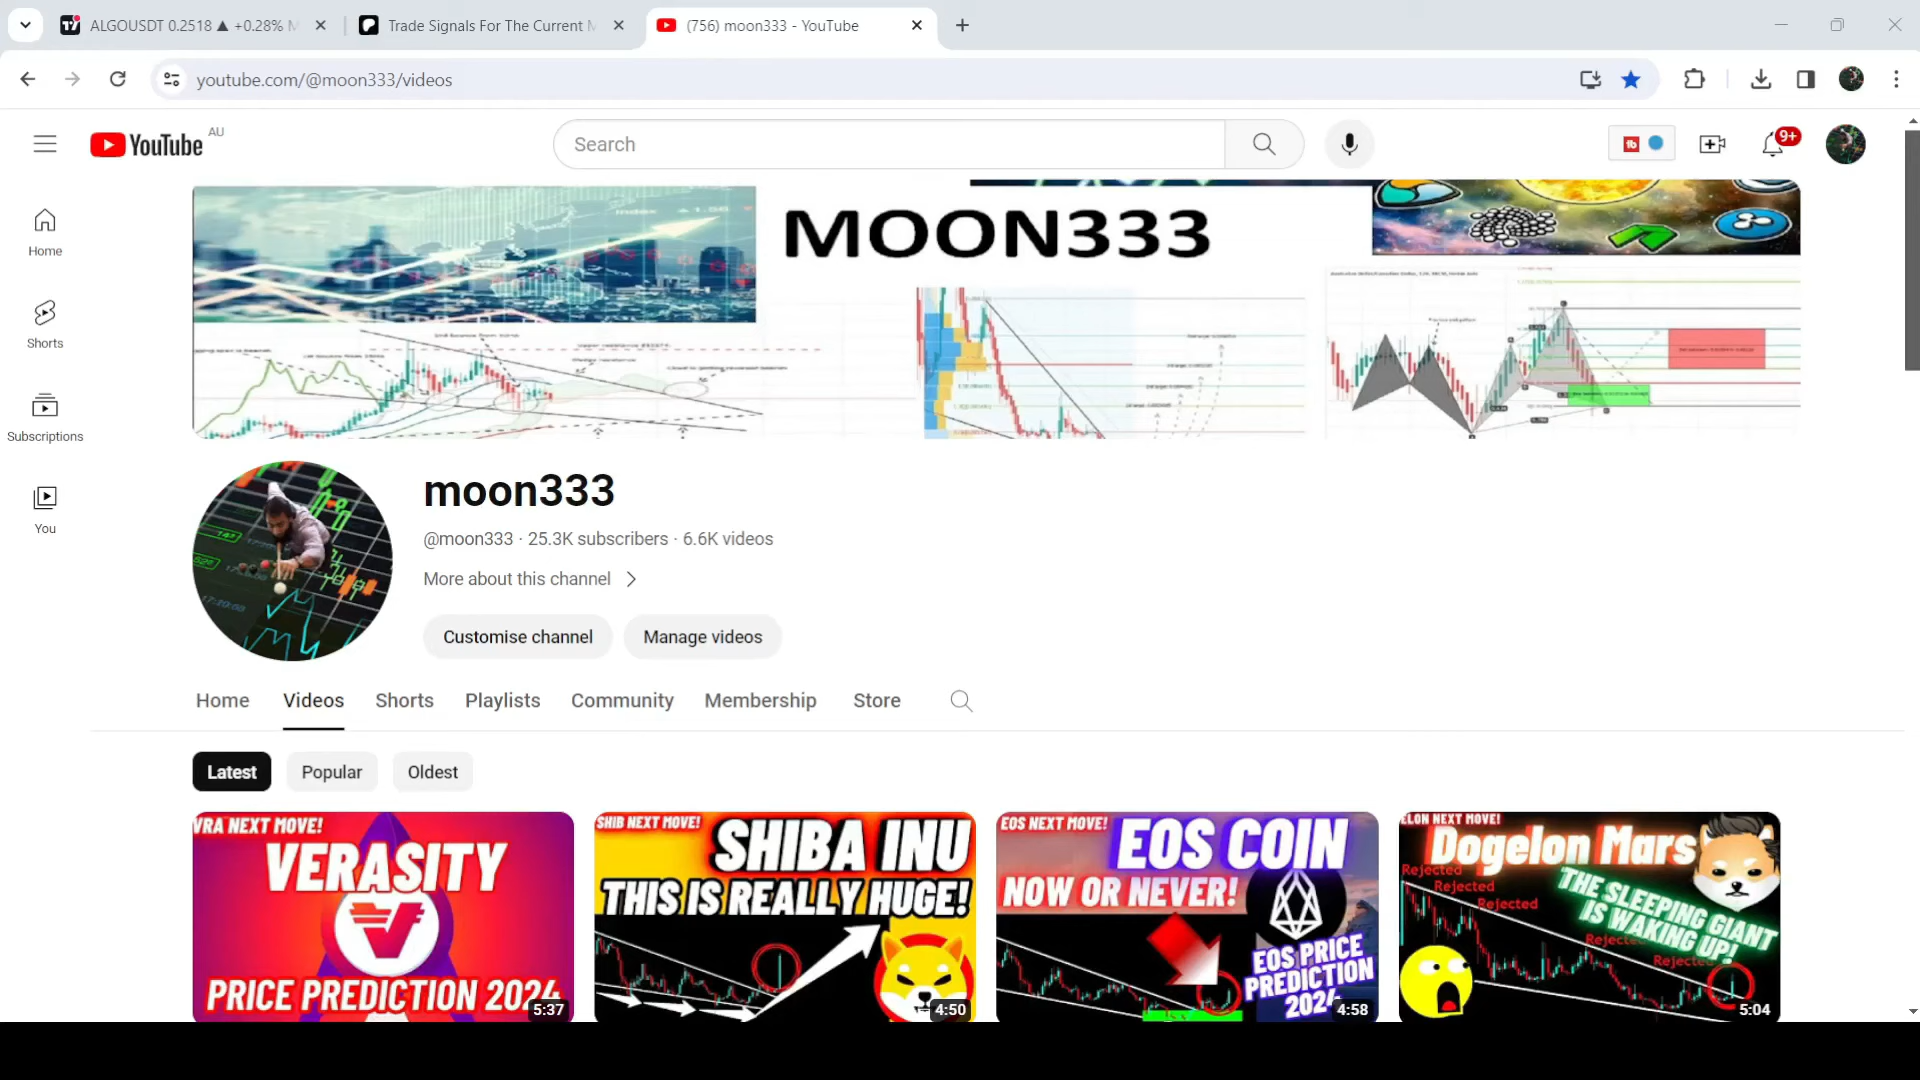 ALGOUSDT 0.2518 ▲ +0.28%
Trade Signals For The Current
(756) moon333 - YouTube
youtube.com/@moon333/videos
YouTube AU
Search
9+
Home
Shorts
Subscriptions
You
MOON333
moon333
@moon333 · 25.3K subscribers · 6.6K videos
More about this channel
Customise channel
Manage videos
Home
Videos
Shorts
Playlists
Community
Membership
Store
Latest
Popular
Oldest
VRA NEXT MOVE!
VERASITY
PRICE PREDICTION 2024
5:37
SHIB NEXT MOVE!
SHIBA INU
THIS IS REALLY HUGE!
4:50
EOS NEXT MOVE!
EOS COIN
NOW OR NEVER!
EOS PRICE
PREDICTION
2024
4:58
ELON NEXT MOVE!
Dogelon Mars
Rejected
Rejected
Rejected
THE SLEEPING GIANT
IS WAKING UP!
5:04